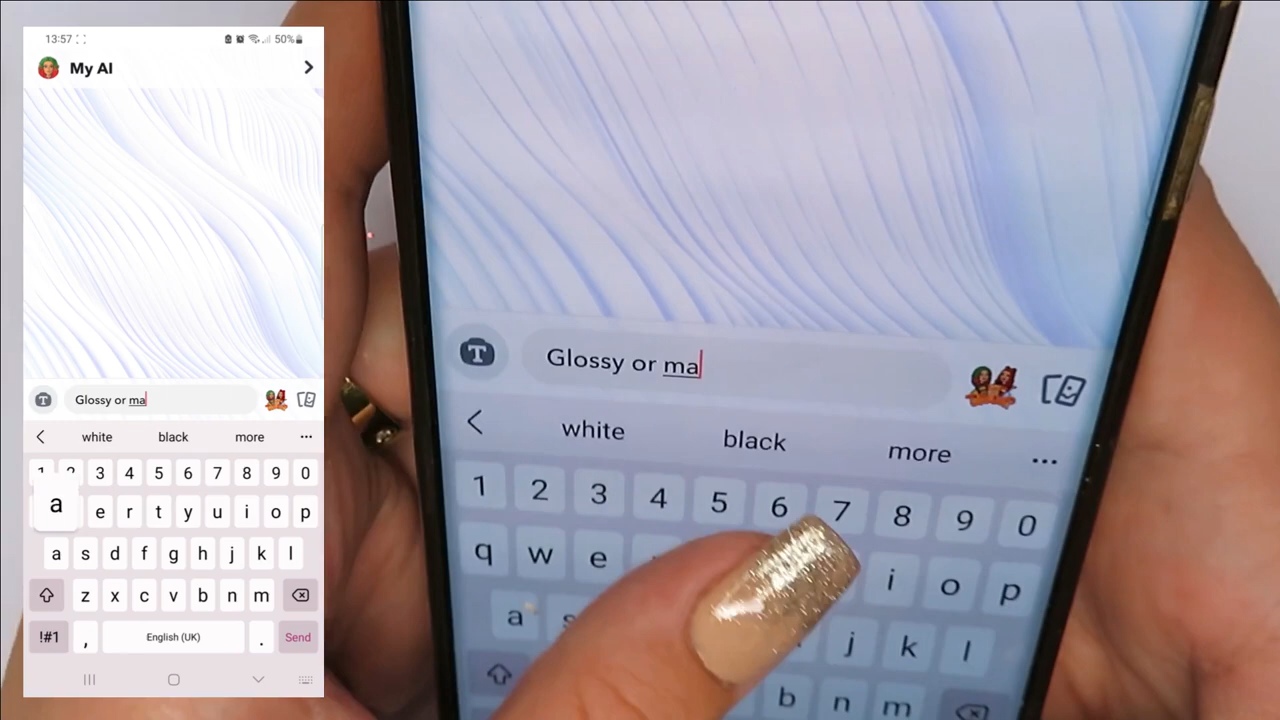 13:57
50%
My AI
Glossy or ma
white black more ...
1 2 3 4 5 6 7 8 9 0
a
e r t y u i o p
a s d f g h j k l
z x c v b n m
!#1 , English (UK) . Send
T Glossy or ma
white black more ...
1 2 3 4 5 6 7 8 9 0
q w e i o p
a j k l
b n m